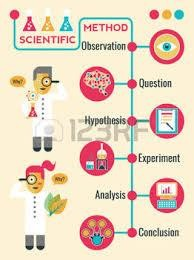 SCIENTIFIC
METHOD
Observation
Question
Why?
Hypothesis
123RF
Experiment
Why?
Analysis
Conclusion